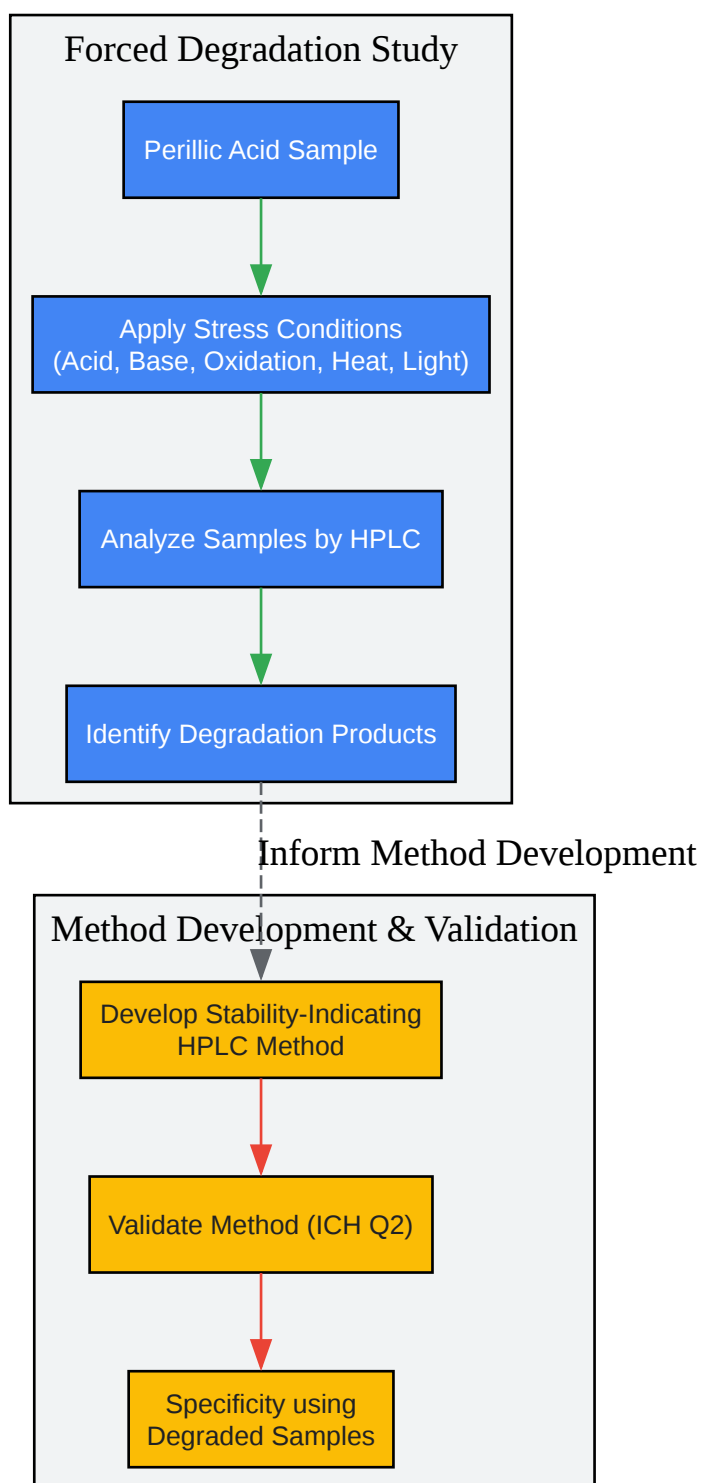 Forced Degradation Study
Perillic Acid Sample
Apply Stress Conditions
(Acid, Base, Oxidation, Heat, Light)
Analyze Samples by HPLC
Identify Degradation Products
Inform Method Development
Method Development & Validation
Develop Stability-Indicating
HPLC Method
Validate Method (ICH Q2)
Specificity using
Degraded Samples